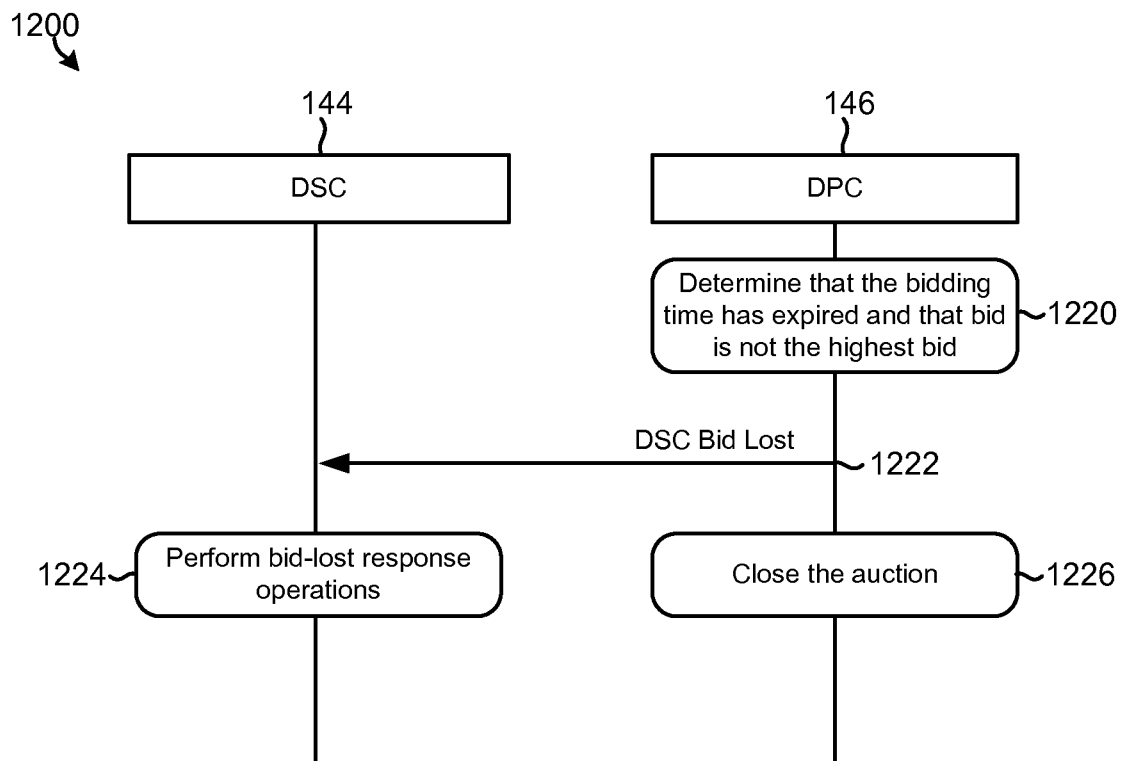 1200
144
146
DSC
DPC
Determine that the bidding
time has expired and that bid
is not the highest bid
1220
DSC Bid Lost
1222
1224
Perform bid-lost response
operations
Close the auction
1226